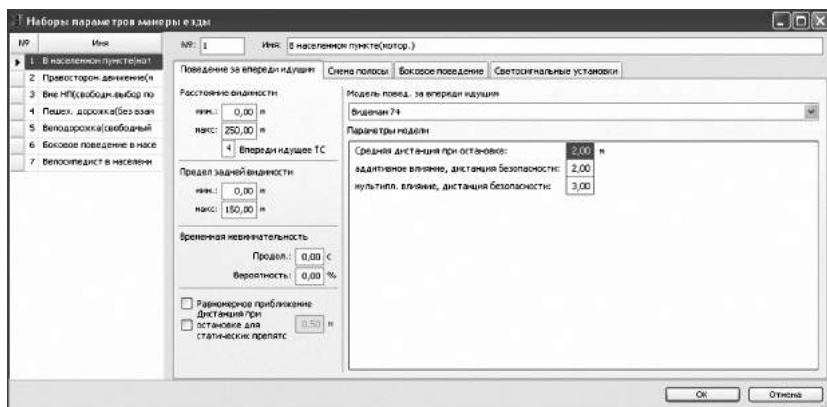 Наборы параметров манеры езды
№ Имя
1 В населенном пункте(мот
2 Правосторон. движение(н
3 Вне НП(свободн. выбор по
4 Пешех. дорожка(без взаи
5 Велодорожка(свободный
6 Боковое поведение в насе
7 Велосипедист в населенн
№: 1 Имя: В населенном пункте(мотор.)
Поведение за впереди идущим Смена полосы Боковое поведение Светосигнальные установки
Расстояние видимости
мин.: 0,00 м
макс: 250,00 м
4 Впереди идущее ТС
Предел задней видимости
мин.: 0,00 м
макс: 150,00 м
Временная невнимательность
Продол.: 0,00 с
Вероятность: 0,00 %
Равномерное приближение
Дистанция при
остановке для
статических препятс
0,50 м
Модель повед. за впереди идущим
Видеман 74
Параметры модели
Средняя дистанция при остановке: 2,00 м
аддитивное влияние, дистанция безопасности: 2,00
мультипл. влияние, дистанция безопасности: 3,00
ОК Отмена